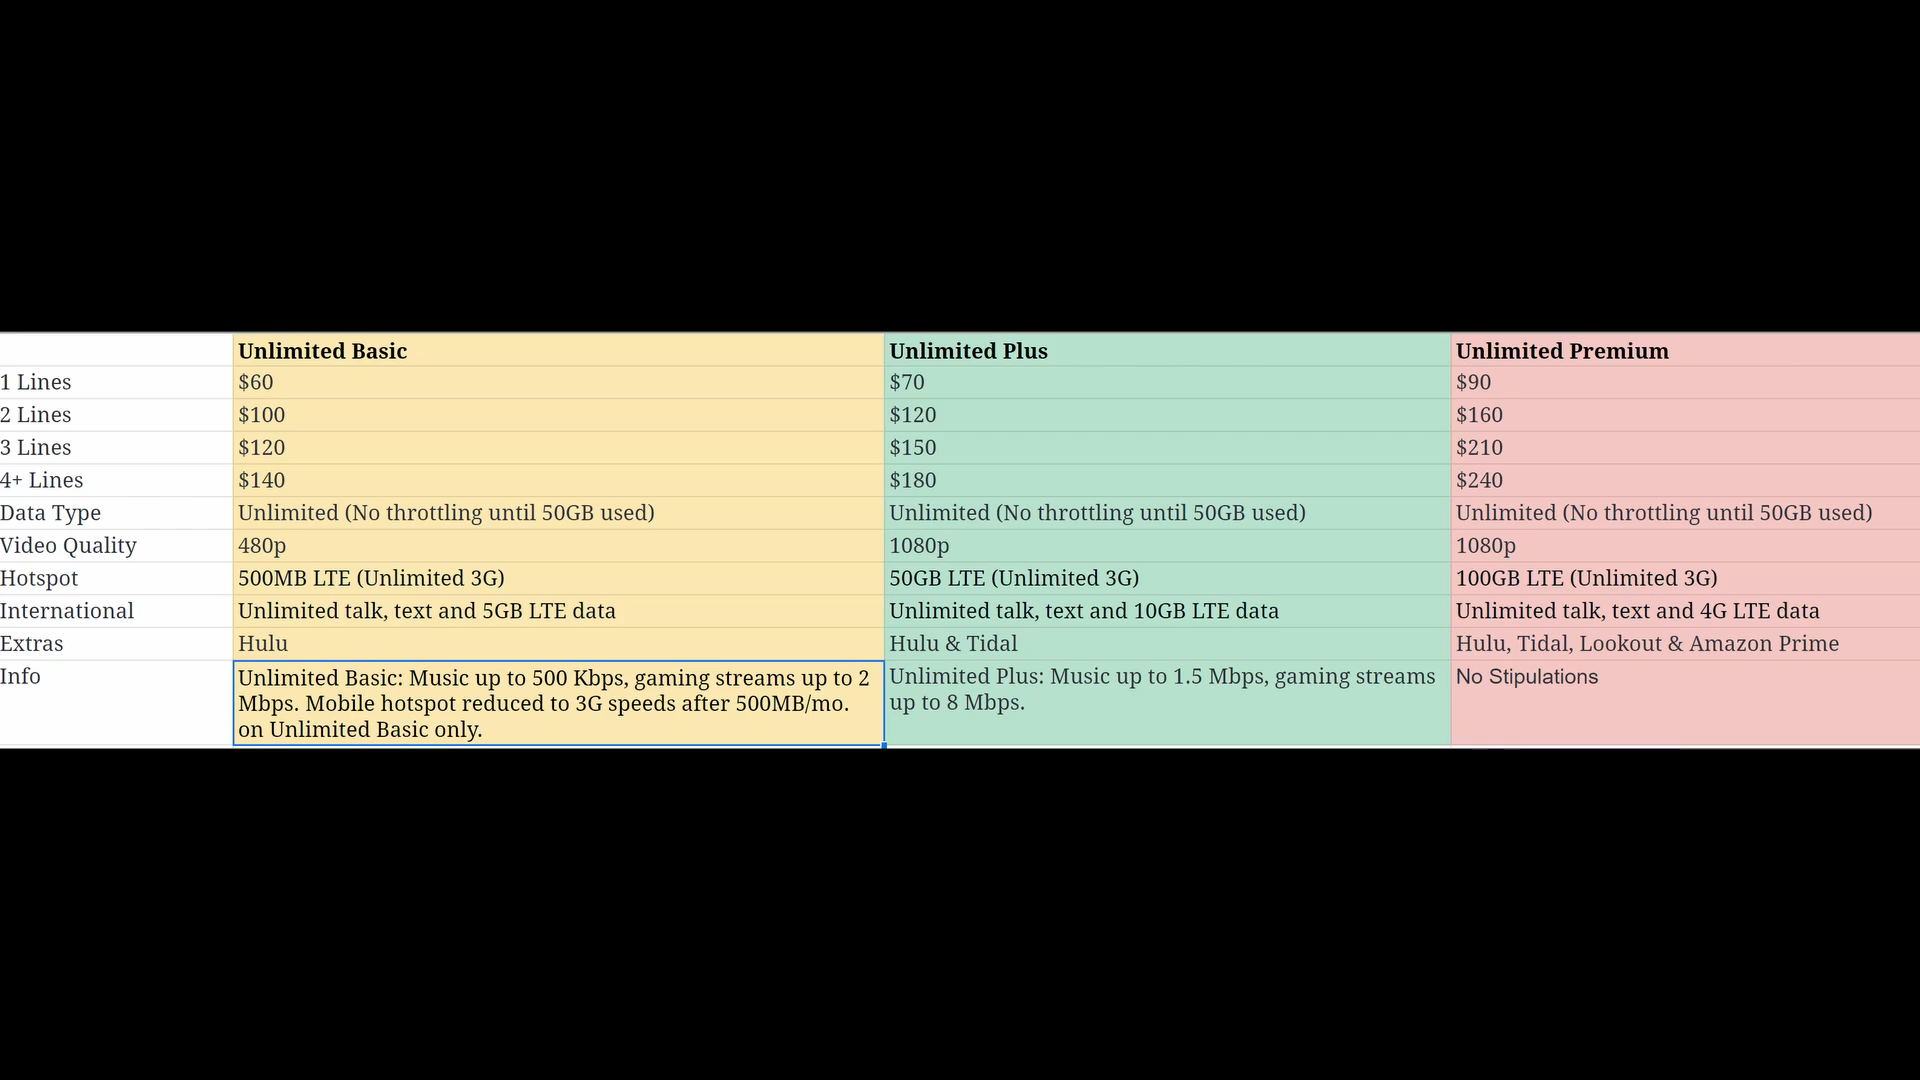 Unlimited Basic Unlimited Plus Unlimited Premium
1 Lines $60 $70 $90
2 Lines $100 $120 $160
3 Lines $120 $150 $210
4+ Lines $140 $180 $240
Data Type Unlimited (No throttling until 50GB used) Unlimited (No throttling until 50GB used) Unlimited (No throttling until 50GB used)
Video Quality 480p 1080p 1080p
Hotspot 500MB LTE (Unlimited 3G) 50GB LTE (Unlimited 3G) 100GB LTE (Unlimited 3G)
International Unlimited talk, text and 5GB LTE data Unlimited talk, text and 10GB LTE data Unlimited talk, text and 4G LTE data
Extras Hulu Hulu & Tidal Hulu, Tidal, Lookout & Amazon Prime
Info
Unlimited Basic: Music up to 500 Kbps, gaming streams up to 2
Mbps. Mobile hotspot reduced to 3G speeds after 500MB/mo.
on Unlimited Basic only.
Unlimited Plus: Music up to 1.5 Mbps, gaming streams
up to 8 Mbps.
No Stipulations